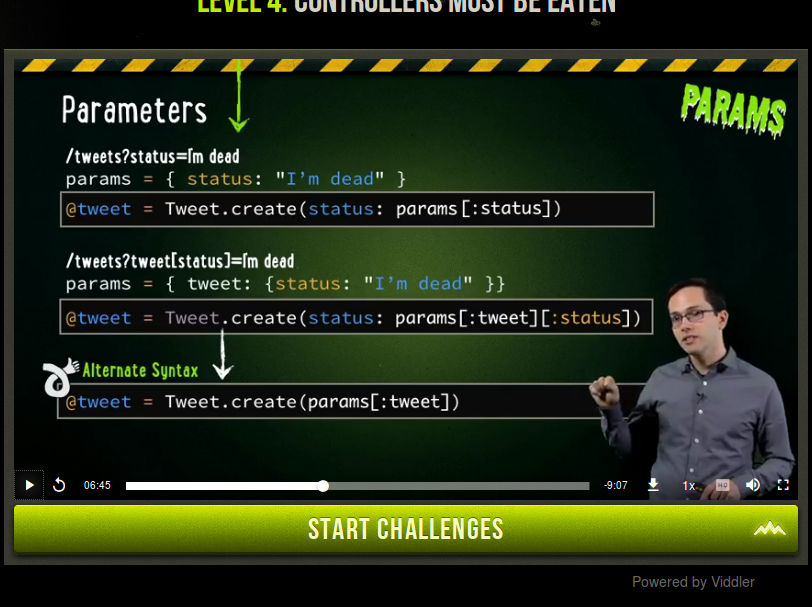 LEVEL 4. CONTROLLERS MUST BE EATEN
Parameters
PARAMS
/tweets?status=I'm dead
params = { status: "I'm dead" }
@tweet = Tweet.create(status: params[:status])
/tweets?tweet[status]=I'm dead
params = { tweet: {status: "I'm dead" }}
@tweet = Tweet.create(status: params[:tweet][:status])
Alternate Syntax
@tweet = Tweet.create(params[:tweet])
06:45
-9:07
1x
HQ
START CHALLENGES
Powered by Viddler